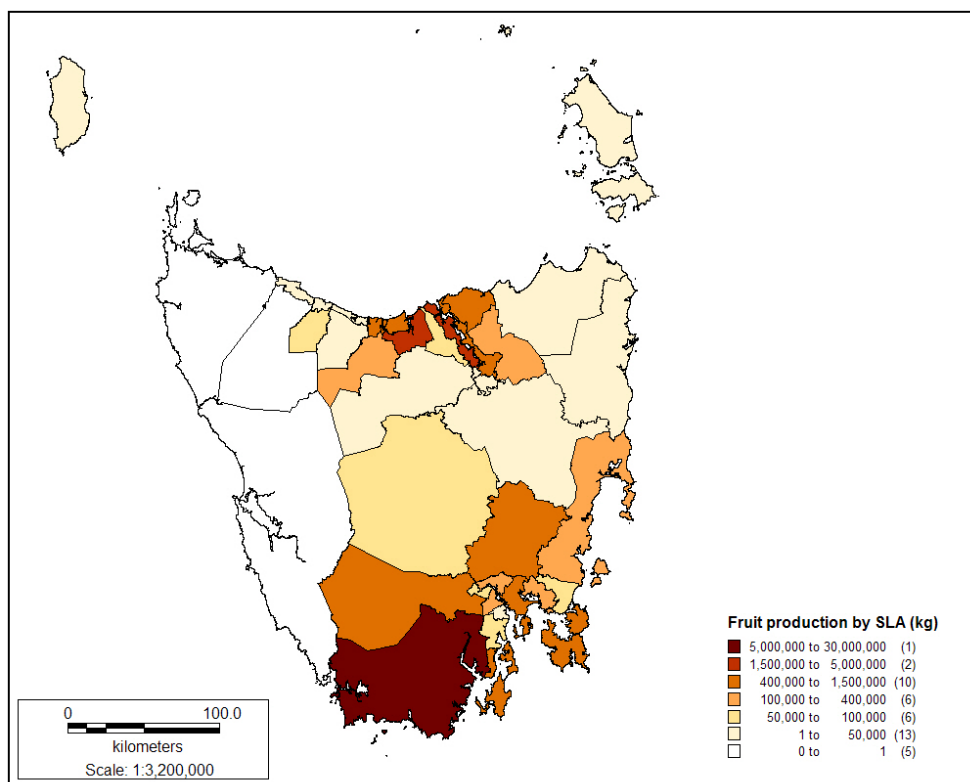 Fruit production by SLA (kg)
5,000,000 to 30,000,000 (1)
1,500,000 to 5,000,000 (2)
400,000 to 1,500,000 (10)
100,000 to 400,000 (6)
50,000 to 100,000 (6)
1 to 50,000 (13)
0 to 1 (5)
0 100.0
kilometers
Scale: 1:3,200,000